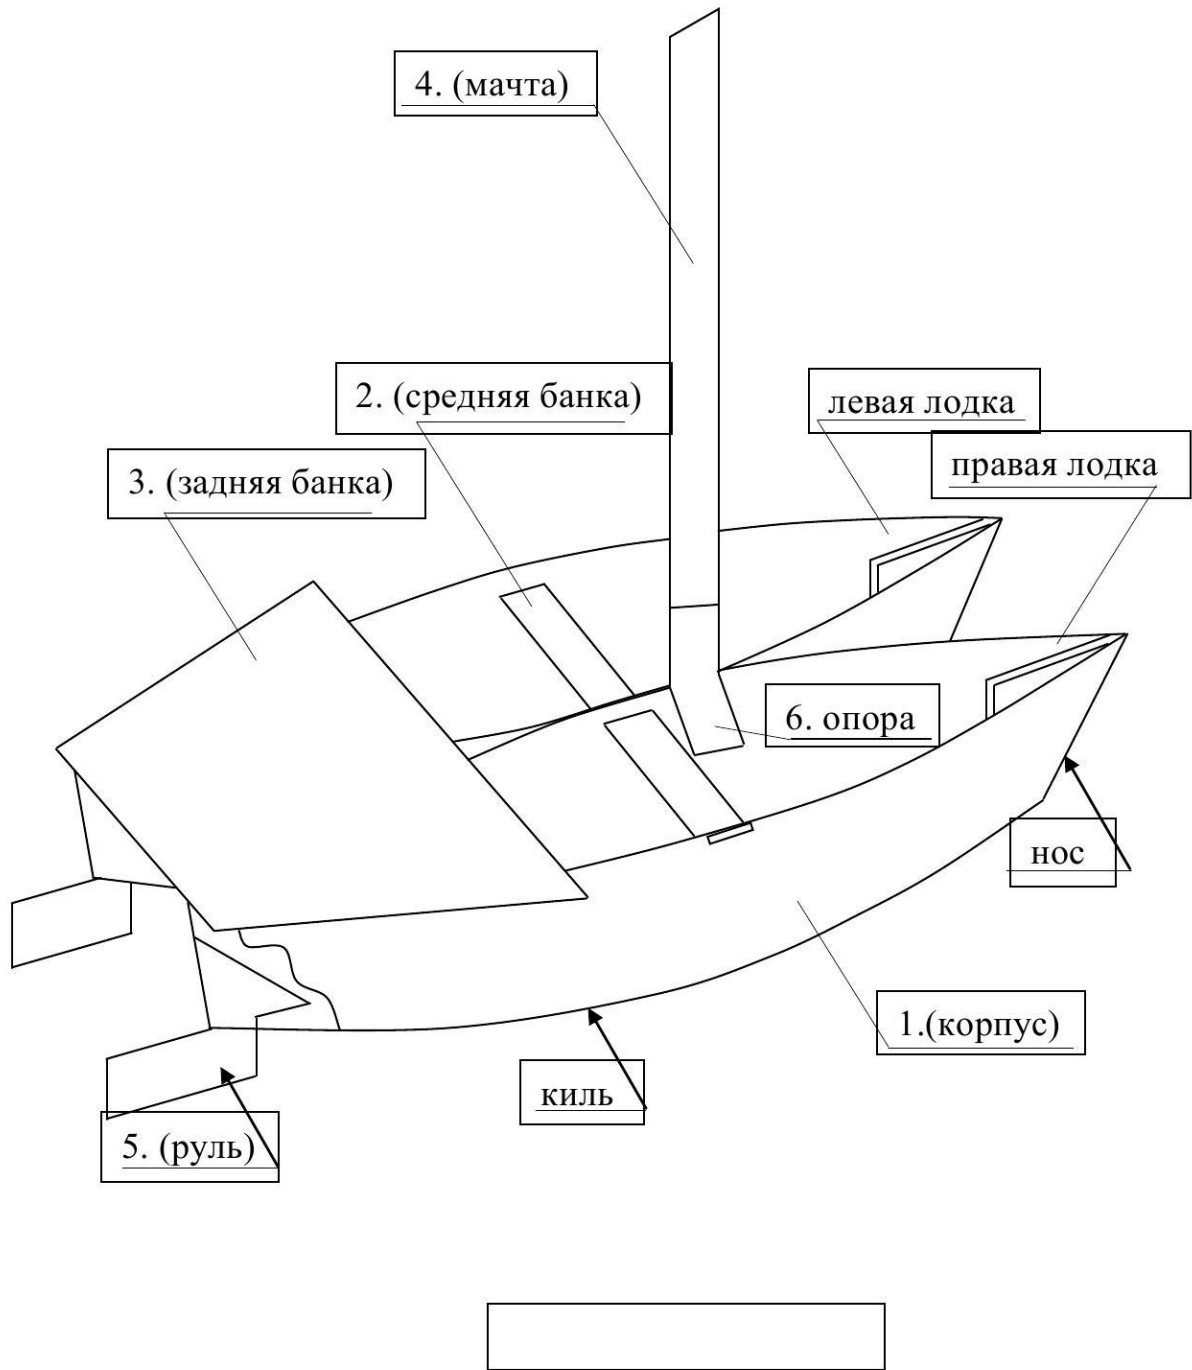 4. (мачта)
2. (средняя банка)
левая лодка
правая лодка
3. (задняя банка)
6. опора
нос
1.(корпус)
киль
5. (руль)